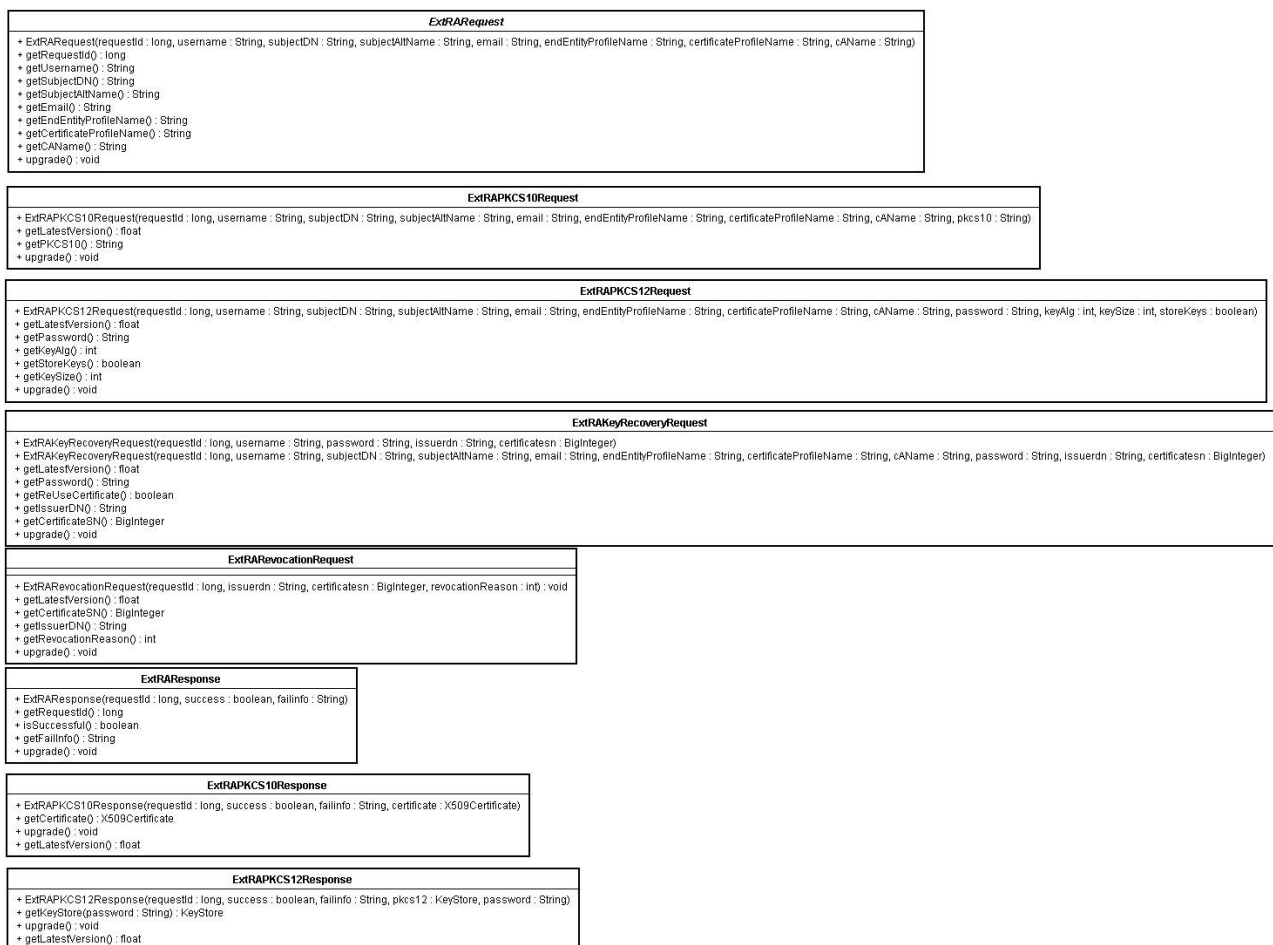 ExtRARequest
+ ExtRARequest(requestId : long, username : String, subjectDN : String, subjectAltName : String, email : String, endEntityProfileName : String, certificateProfileName : String, cAName : String)
+ getRequestId() : long
+ getUsername() : String
+ getSubjectDN() : String
+ getSubjectAltName() : String
+ getEmail() : String
+ getEndEntityProfileName() : String
+ getCertificateProfileName() : String
+ getCAName() : String
+ upgrade() : void
ExtRAPKCS10Request
+ ExtRAPKCS10Request(requestId : long, username : String, subjectDN : String, subjectAltName : String, email : String, endEntityProfileName : String, certificateProfileName : String, cAName : String, pkcs10 : String)
+ getLatestVersion() : float
+ getPKCS10() : String
+ upgrade() : void
ExtRAPKCS12Request
+ ExtRAPKCS12Request(requestId : long, username : String, subjectDN : String, subjectAltName : String, email : String, endEntityProfileName : String, certificateProfileName : String, cAName : String, password : String, keyAlg : int, keySize : int, storeKeys : boolean)
+ getLatestVersion() : float
+ getPassword() : String
+ getKeyAlg() : int
+ getStoreKeys() : boolean
+ getKeySize() : int
+ upgrade() : void
ExtRAKeyRecoveryRequest
+ ExtRAKeyRecoveryRequest(requestId : long, username : String, password : String, issuerdn : String, certificatesn : BigInteger)
+ ExtRAKeyRecoveryRequest(requestId : long, username : String, subjectDN : String, subjectAltName : String, email : String, endEntityProfileName : String, certificateProfileName : String, cAName : String, password : String, issuerdn : String, certificatesn : BigInteger)
+ getLatestVersion() : float
+ getPassword() : String
+ getReUseCertificate() : boolean
+ getIssuerDN() : String
+ getCertificateSN() : BigInteger
+ upgrade() : void
ExtRARevocationRequest
+ ExtRARevocationRequest(requestId : long, issuerdn : String, certificatesn : BigInteger, revocationReason : int) : void
+ getLatestVersion() : float
+ getCertificateSN() : BigInteger
+ getIssuerDN() : String
+ getRevocationReason() : int
+ upgrade() : void
ExtRAResponse
+ ExtRAResponse(requestId : long, success : boolean, failinfo : String)
+ getRequestId() : long
+ isSuccessful() : boolean
+ getFailInfo() : String
+ upgrade() : void
ExtRAPKCS10Response
+ ExtRAPKCS10Response(requestId : long, success : boolean, failinfo : String, certificate : X509Certificate)
+ getCertificate() : X509Certificate
+ upgrade() : void
+ getLatestVersion() : float
ExtRAPKCS12Response
+ ExtRAPKCS12Response(requestId : long, success : boolean, failinfo : String, pkcs12 : KeyStore, password : String)
+ getKeyStore(password : String) : KeyStore
+ upgrade() : void
+ getLatestVersion() : float